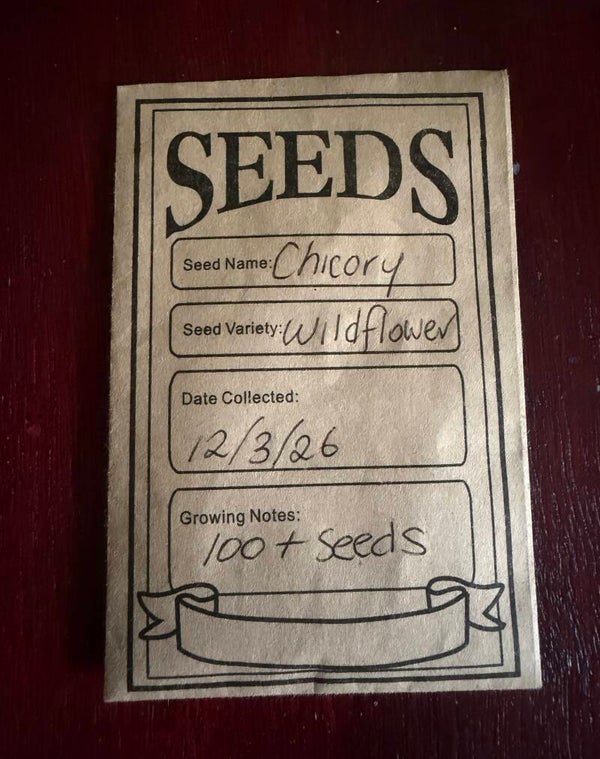 SEEDS
Seed Name: Chicory
Seed Variety: Wildflower
Date Collected:
12/3/26
Growing Notes:
100 + Seeds